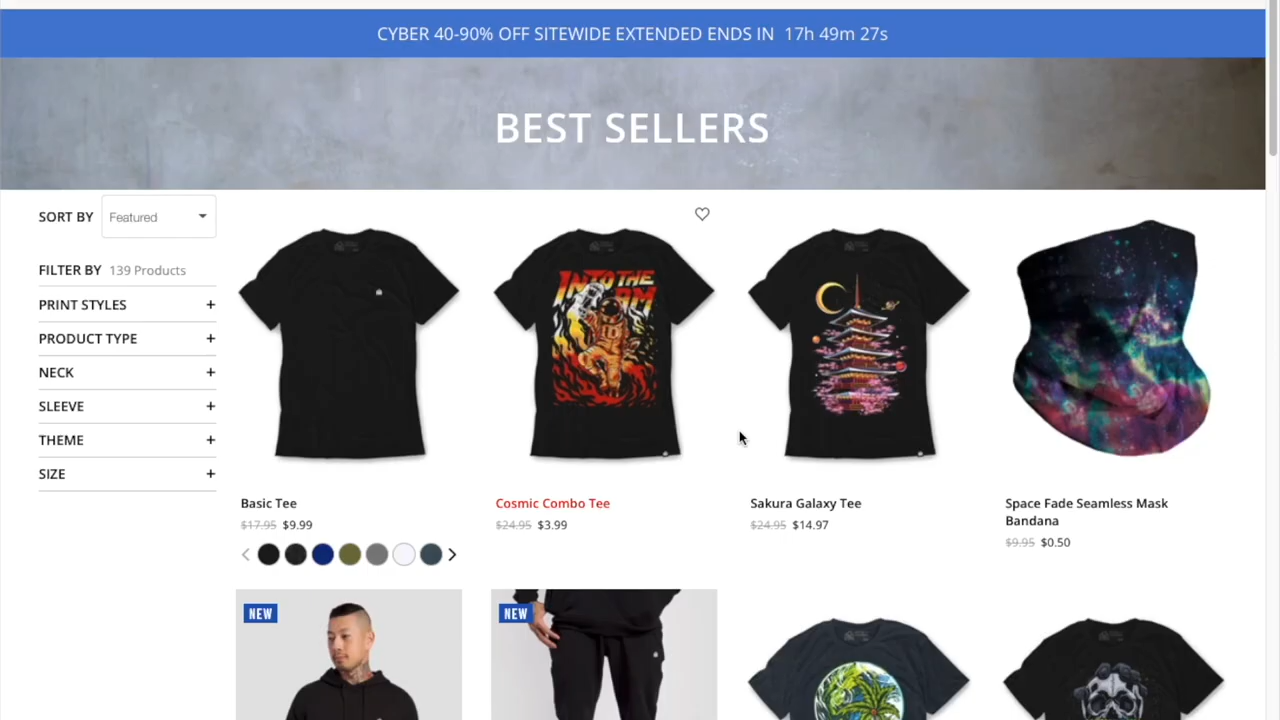 CYBER 40-90% OFF SITEWIDE EXTENDED ENDS IN 17h 49m 27s
BEST SELLERS
SORT BY Featured
FILTER BY 139 Products
PRINT STYLES +
PRODUCT TYPE +
NECK +
SLEEVE +
THEME +
SIZE +
INTO THE
AM
Basic Tee
$17.95 $9.99
Cosmic Combo Tee
$24.95 $3.99
Sakura Galaxy Tee
$24.95 $14.97
Space Fade Seamless Mask
Bandana
$9.95 $0.50
NEW
NEW